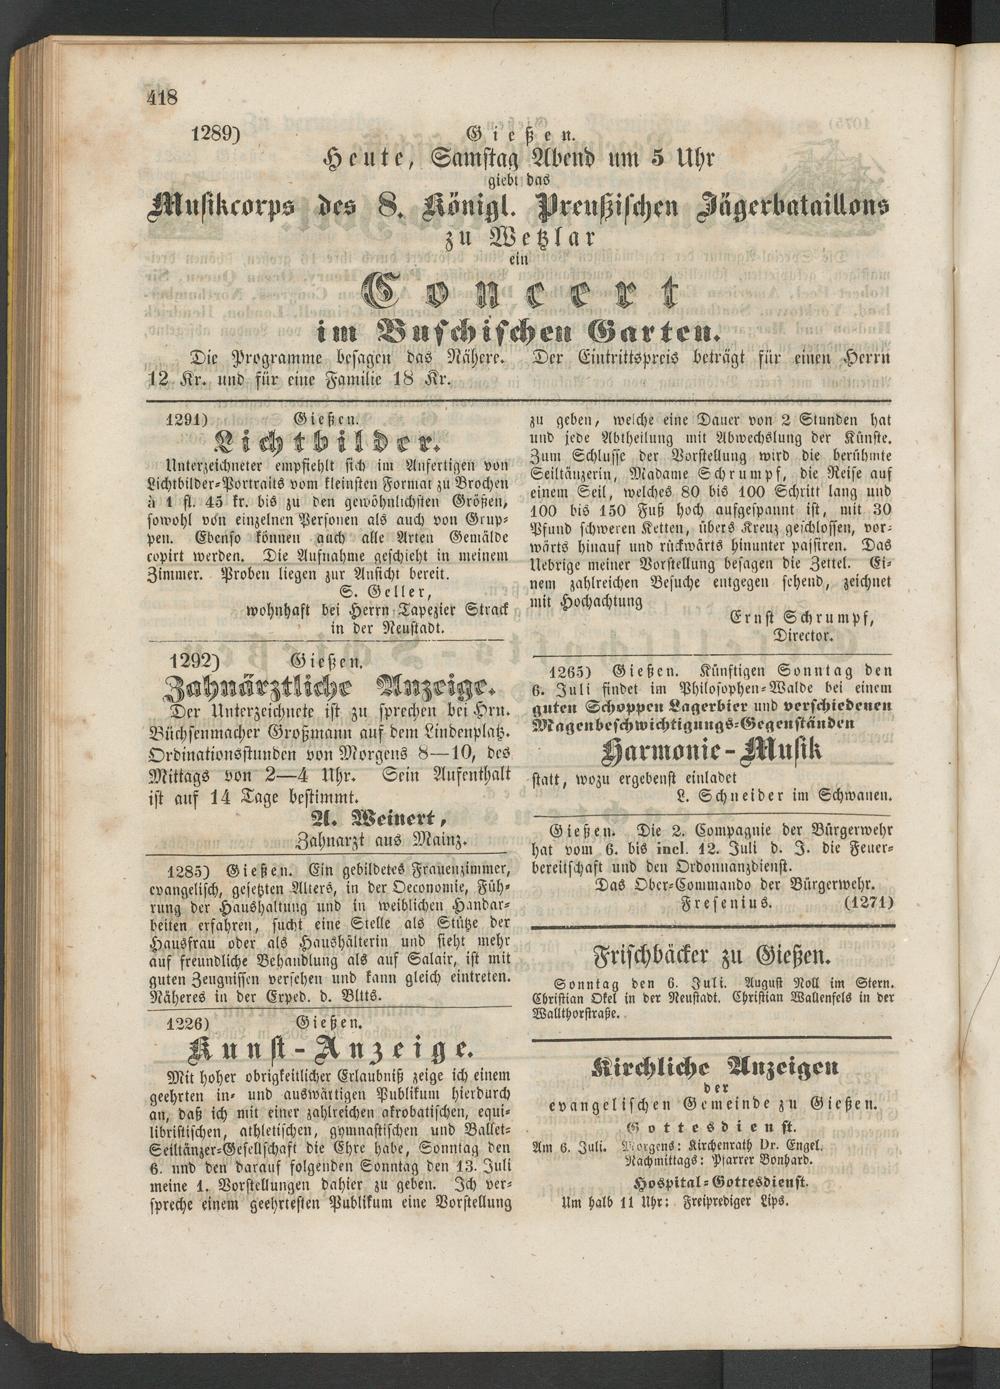 418
1289) Gießen.
Heute, Samstag Abend um 5 Uhr
giebt das
Musikcorps des 8. Königl. Preußischen Jägerbataillons
zu Wetzlar
ein
Concert
im Buschischen Garten.
Die Programme besagen das Nähere. Der Eintrittspreis beträgt für einen Herrn
12 Kr. und für eine Familie 18 Kr.
1291) Gießen.
Lichtbilder.
Unterzeichneter empfiehlt sich im Anfertigen von
Lichtbilder-Portraits vom kleinsten Format zu Brochen
à 1 fl. 45 kr. bis zu den gewöhnlichsten Größen,
sowohl von einzelnen Personen als auch von Grup-
pen. Ebenso können auch alle Arten Gemälde
copirt werden. Die Aufnahme geschieht in meinem
Zimmer. Proben liegen zur Ansicht bereit.
S. Geller,
wohnhaft bei Herrn Tapezier Strack
in der Neustadt.
1292) Gießen.
Zahnärztliche Anzeige.
Der Unterzeichnete ist zu sprechen bei Hrn.
Büchsenmacher Großmann auf dem Lindenplatz.
Ordinationsstunden von Morgens 8—10, des
Mittags von 2—4 Uhr. Sein Aufenthalt
ist auf 14 Tage bestimmt.
A. Weinert,
Zahnarzt aus Mainz.
1285) Gießen. Ein gebildetes Frauenzimmer,
evangelisch, gesetzten Alters, in der Oeconomie, Füh-
rung der Haushaltung und in weiblichen Handar-
beiten erfahren, sucht eine Stelle als Stütze der
Hausfrau oder als Haushälterin und sieht mehr
auf freundliche Behandlung als auf Salair, ist mit
guten Zeugnissen versehen und kann gleich eintreten.
Näheres in der Exped. d. Bltts.
1226) Gießen.
Kunst-Anzeige.
Mit hoher obrigkeitlicher Erlaubniß zeige ich einem
geehrten in- und auswärtigen Publikum hierdurch
an, daß ich mit einer zahlreichen akrobatischen, equi-
libristischen, athletischen, gymnastischen und Ballet-
Seiltänzer-Gesellschaft die Ehre habe, Sonntag den
6. und den darauf folgenden Sonntag den 13. Juli
meine 1. Vorstellungen dahier zu geben. Ich ver-
spreche einem geehrtesten Publikum eine Vorstellung
zu geben, welche eine Dauer von 2 Stunden hat
und jede Abtheilung mit Abwechslung der Künste.
Zum Schlusse der Vorstellung wird die berühmte
Seiltänzerin, Madame Schrumpf, die Reise auf
einem Seil, welches 80 bis 100 Schritt lang und
100 bis 150 Fuß hoch aufgespannt ist, mit 30
Pfund schweren Ketten, übers Kreuz geschlossen, vor-
wärts hinauf und rückwärts hinunter passiren. Das
Uebrige meiner Vorstellung besagen die Zettel. Ei-
nem zahlreichen Besuche entgegen sehend, zeichnet
mit Hochachtung
Ernst Schrumpf,
Director.
1265) Gießen. Künftigen Sonntag den
6. Juli findet im Philosophen-Walde bei einem
guten Schoppen Lagerbier und verschiedenen
Magenbeschwichtigungs-Gegenständen
Harmonie-Musik
statt, wozu ergebenst einladet
L. Schneider im Schwanen.
Gießen. Die 2. Compagnie der Bürgerwehr
hat vom 6. bis incl. 12. Juli d. J. die Feuer-
bereitschaft und den Ordonnanzdienst.
Das Ober-Commando der Bürgerwehr.
Fresenius. (1271)
Frischbäcker zu Gießen.
Sonntag den 6. Juli. August Noll im Stern.
Christian Okel in der Neustadt. Christian Wallenfels in der
Wallthorstraße.
Kirchliche Anzeigen
der
evangelischen Gemeinde zu Gießen.
Gottesdienst.
Am 6. Juli. Morgens: Kirchenrath Dr. Engel.
Nachmittags: Pfarrer Bonhard.
Hospital-Gottesdienst.
Um halb 11 Uhr: Freiprediger Lips.